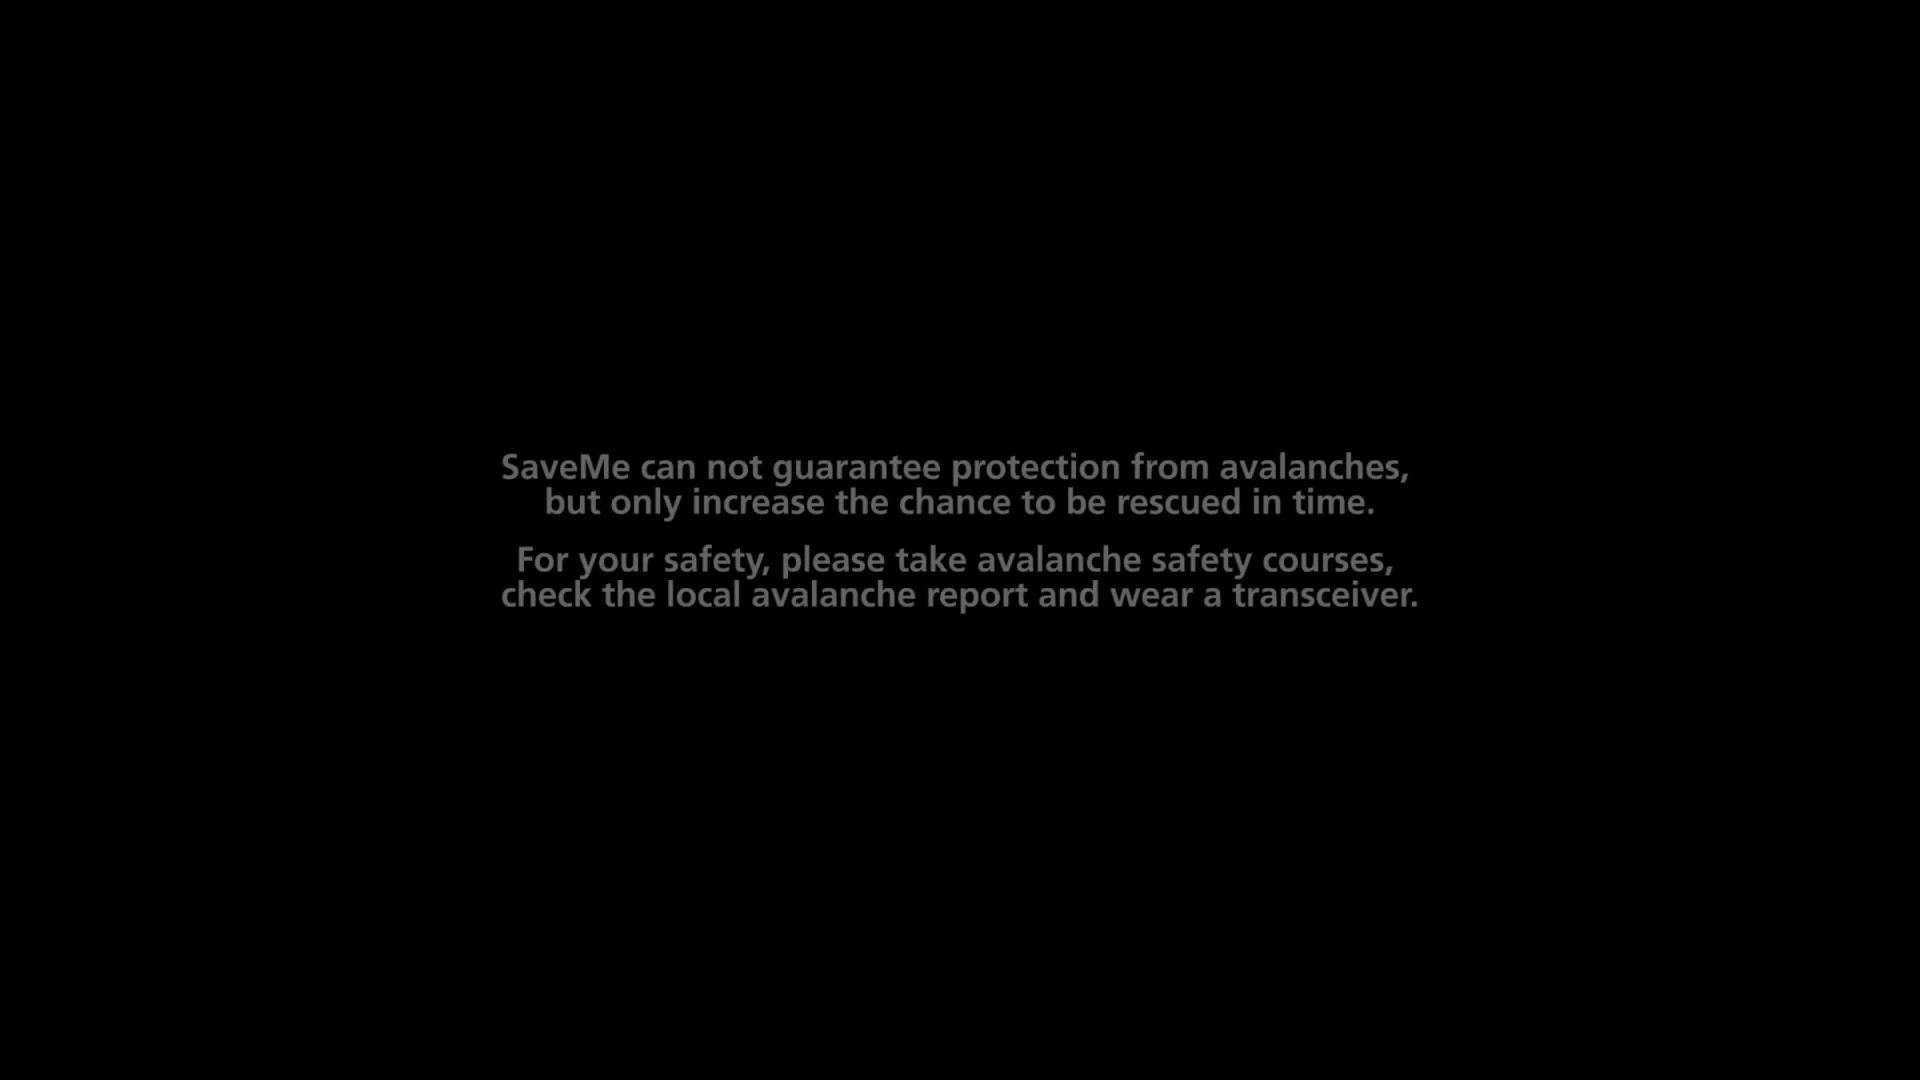 SaveMe can not guarantee protection from avalanches,
but only increase the chance to be rescued in time.
For your safety, please take avalanche safety courses,
check the local avalanche report and wear a transceiver.